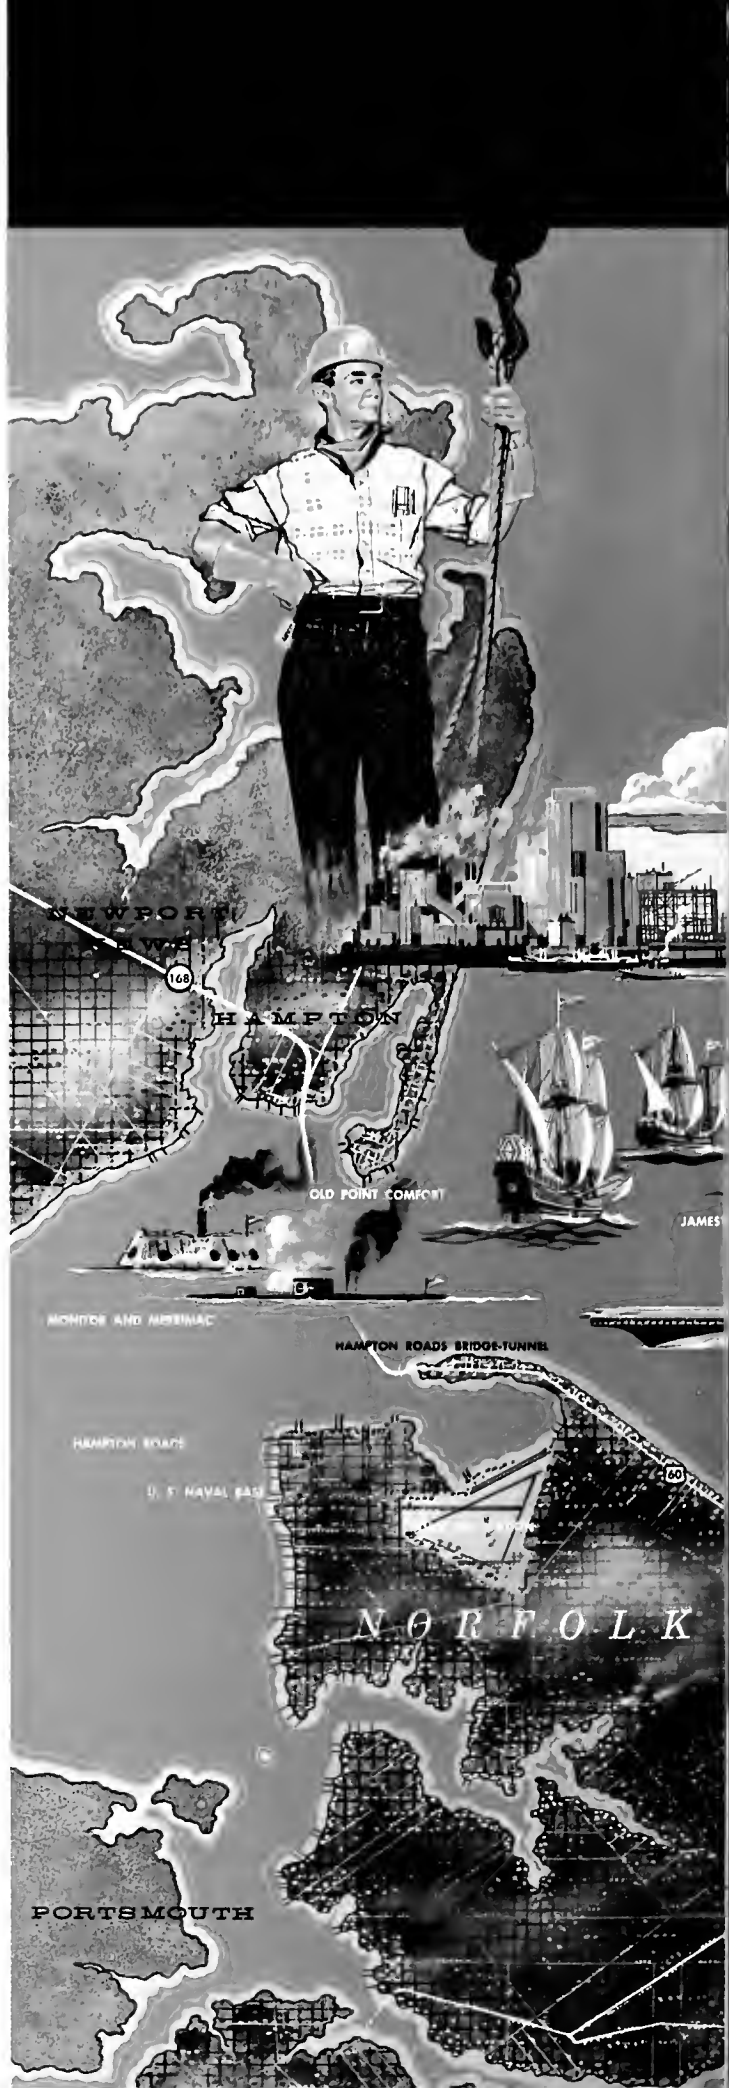 NEWPORT
NEWS
168
HAMPTON
OLD POINT COMFORT
JAMES
MONITOR AND MERRIMAC
HAMPTON ROADS BRIDGE-TUNNEL
HAMPTON ROADS
60
U. S. NAVAL BASE
NORFOLK
PORTSMOUTH